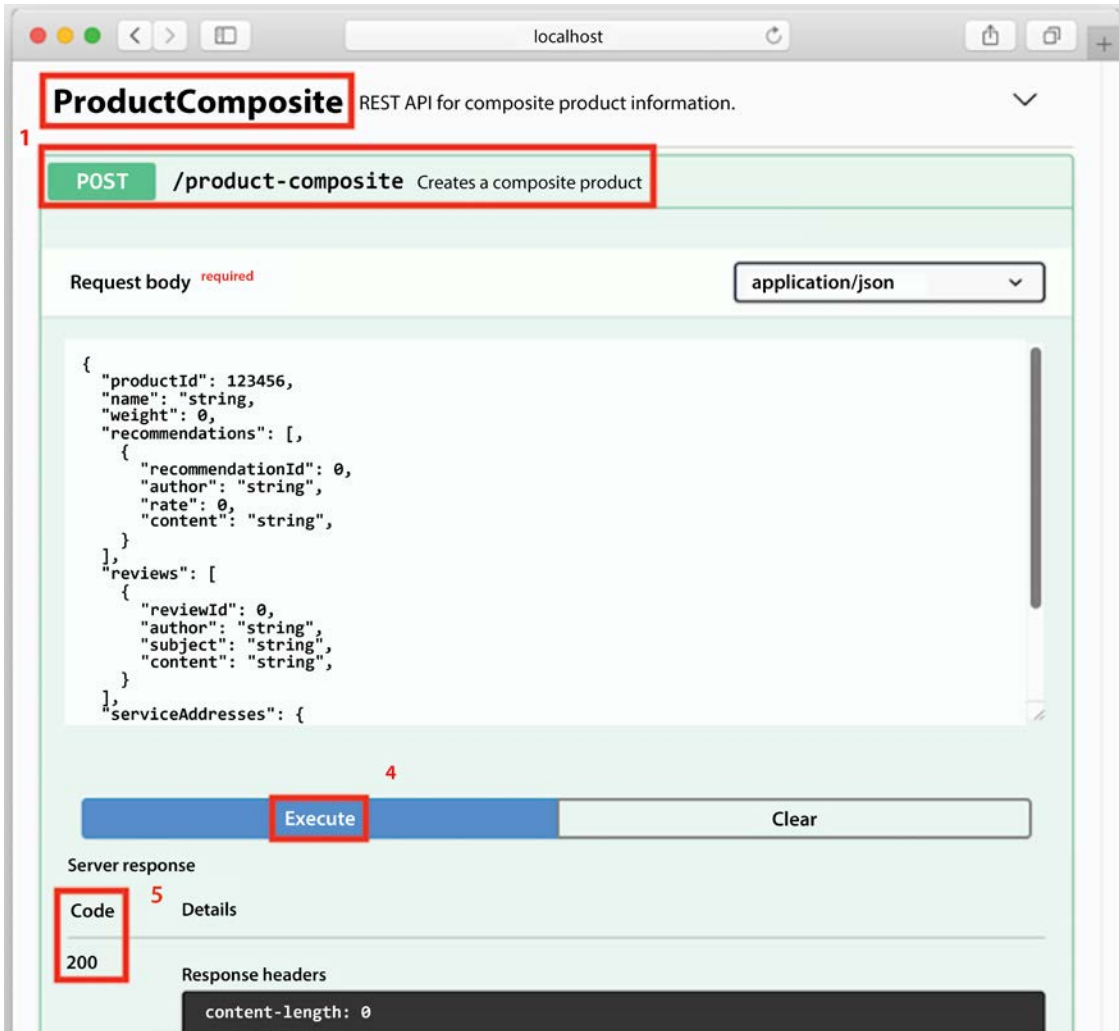 localhost
ProductComposite REST API for composite product information.
1
POST /product-composite Creates a composite product
Request body required
application/json
{
"productId": 123456,
"name": "string,
"weight": 0,
"recommendations": [,
{
"recommendationId": 0,
"author": "string",
"rate": 0,
"content": "string",
}
],
"reviews": [
{
"reviewId": 0,
"author": "string",
"subject": "string",
"content": "string",
}
],
"serviceAddresses": {
4
Execute
Clear
Server response
5
Code Details
200
Response headers
content-length: 0